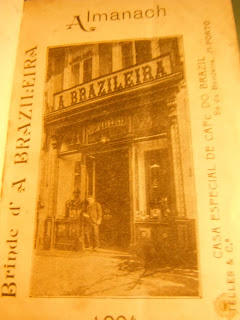 Almanach
Brinde d' A BRAZILEIRA
A BRAZILEIRA
CASA ESPECIAL DE CAFÉ DO BRAZIL
TELLES & C.ª